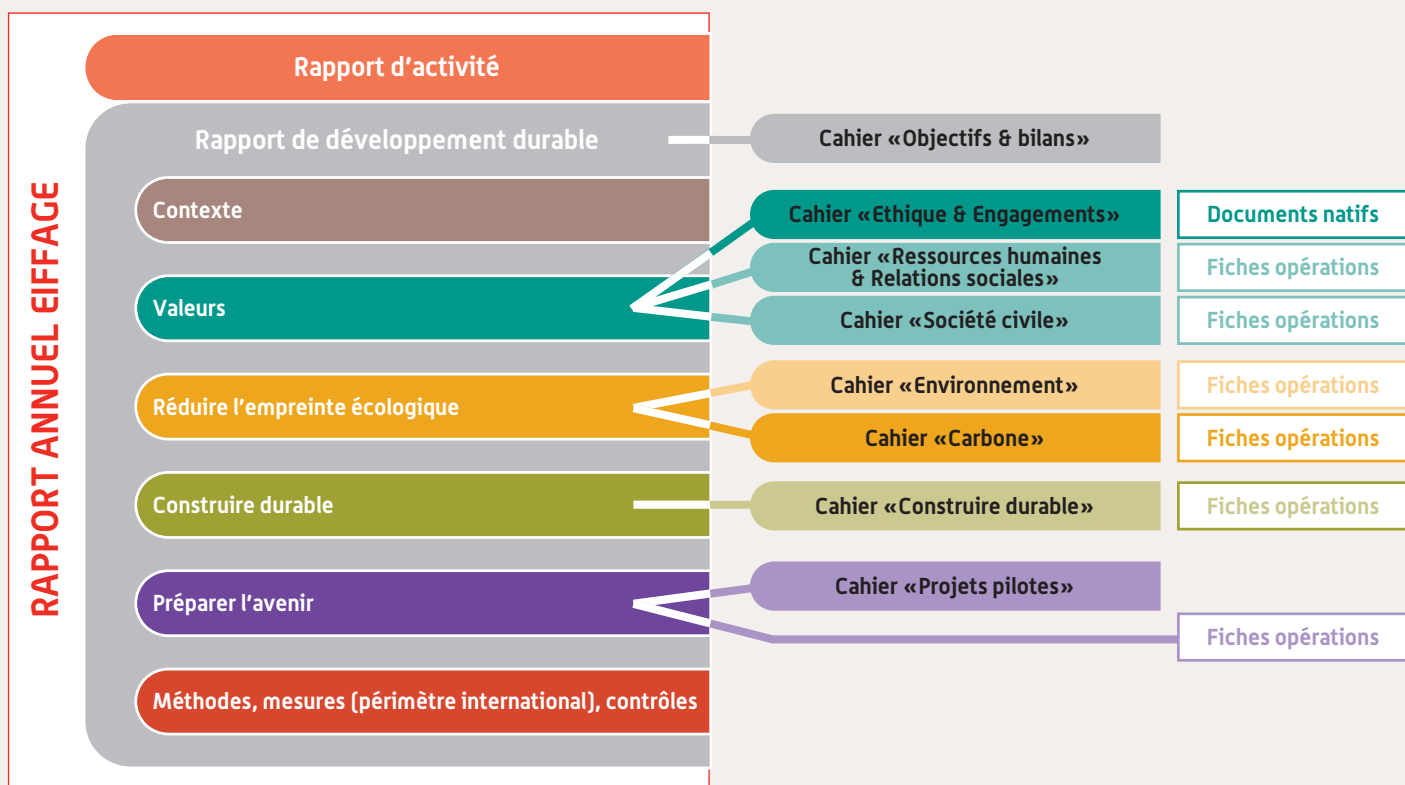 RAPPORT ANNUEL EIFFAGE
Rapport d'activité
Rapport de développement durable
Cahier «Objectifs & bilans»
Contexte
Valeurs
Cahier «Ethique & Engagements»
Documents natifs
Cahier «Ressources humaines
& Relations sociales»
Fiches opérations
Cahier «Société civile»
Fiches opérations
Réduire l'empreinte écologique
Cahier «Environnement»
Fiches opérations
Cahier «Carbone»
Fiches opérations
Construire durable
Cahier «Construire durable»
Fiches opérations
Préparer l'avenir
Cahier «Projets pilotes»
Fiches opérations
Méthodes, mesures (périmètre international), contrôles